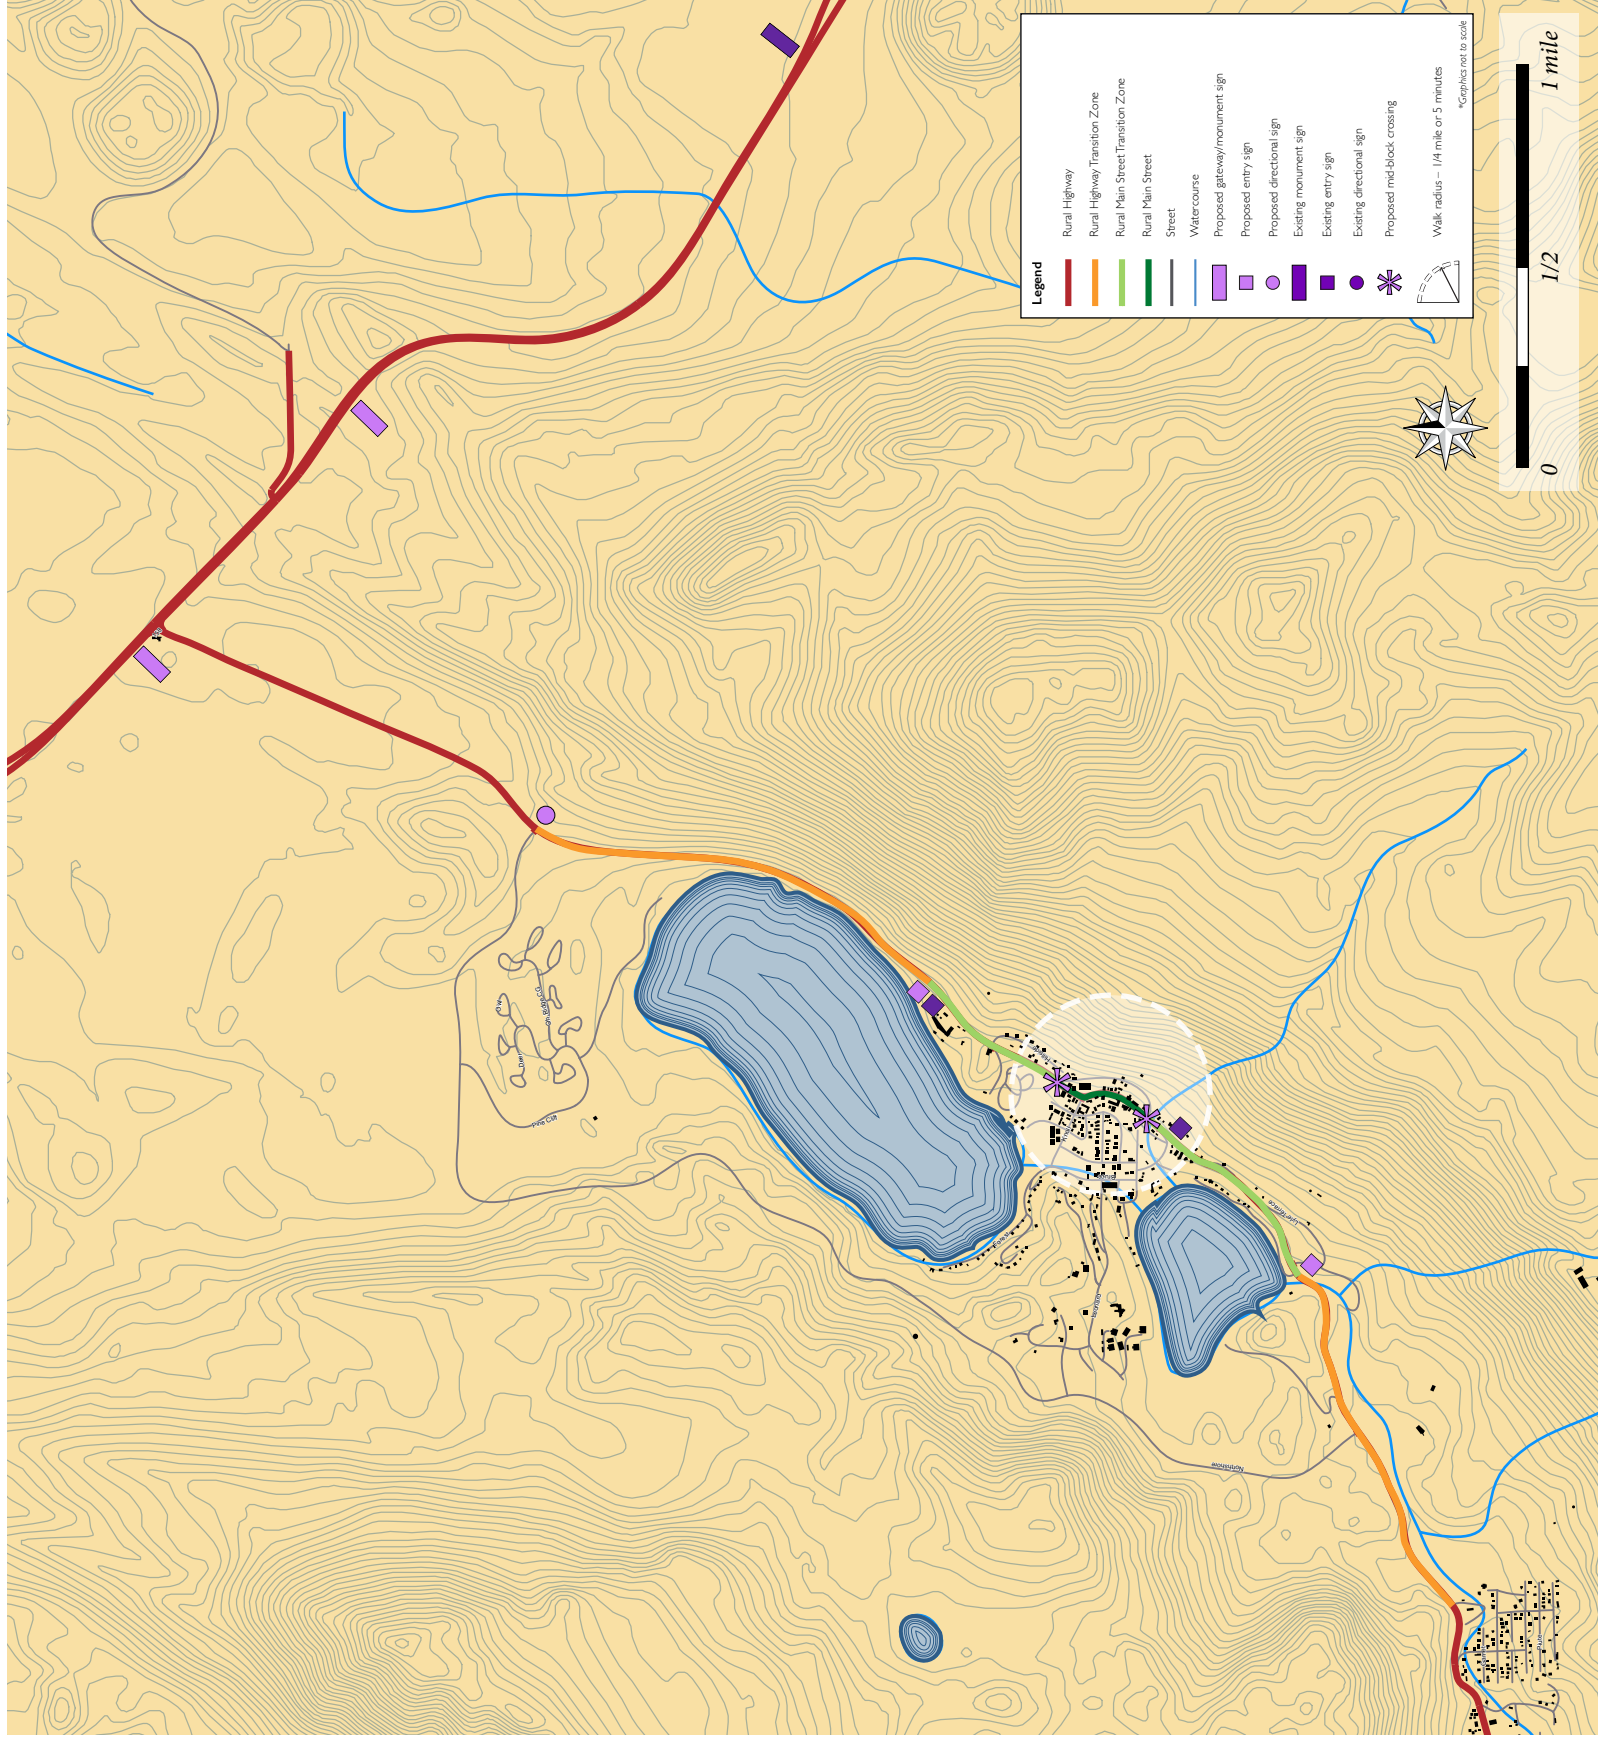 Legend
Rural Highway
Rural Highway Transition Zone
Rural Main Street Transition Zone
Rural Main Street
Street
Watercourse
Proposed gateway/monument sign
Proposed entry sign
Proposed directional sign
Existing monument sign
Existing entry sign
Existing directional sign
Proposed mid-block crossing
Walk radius – 1/4 mile or 5 minutes
*Graphics not to scale
0
1/2
1 mile
Pine Cliff
Northshore